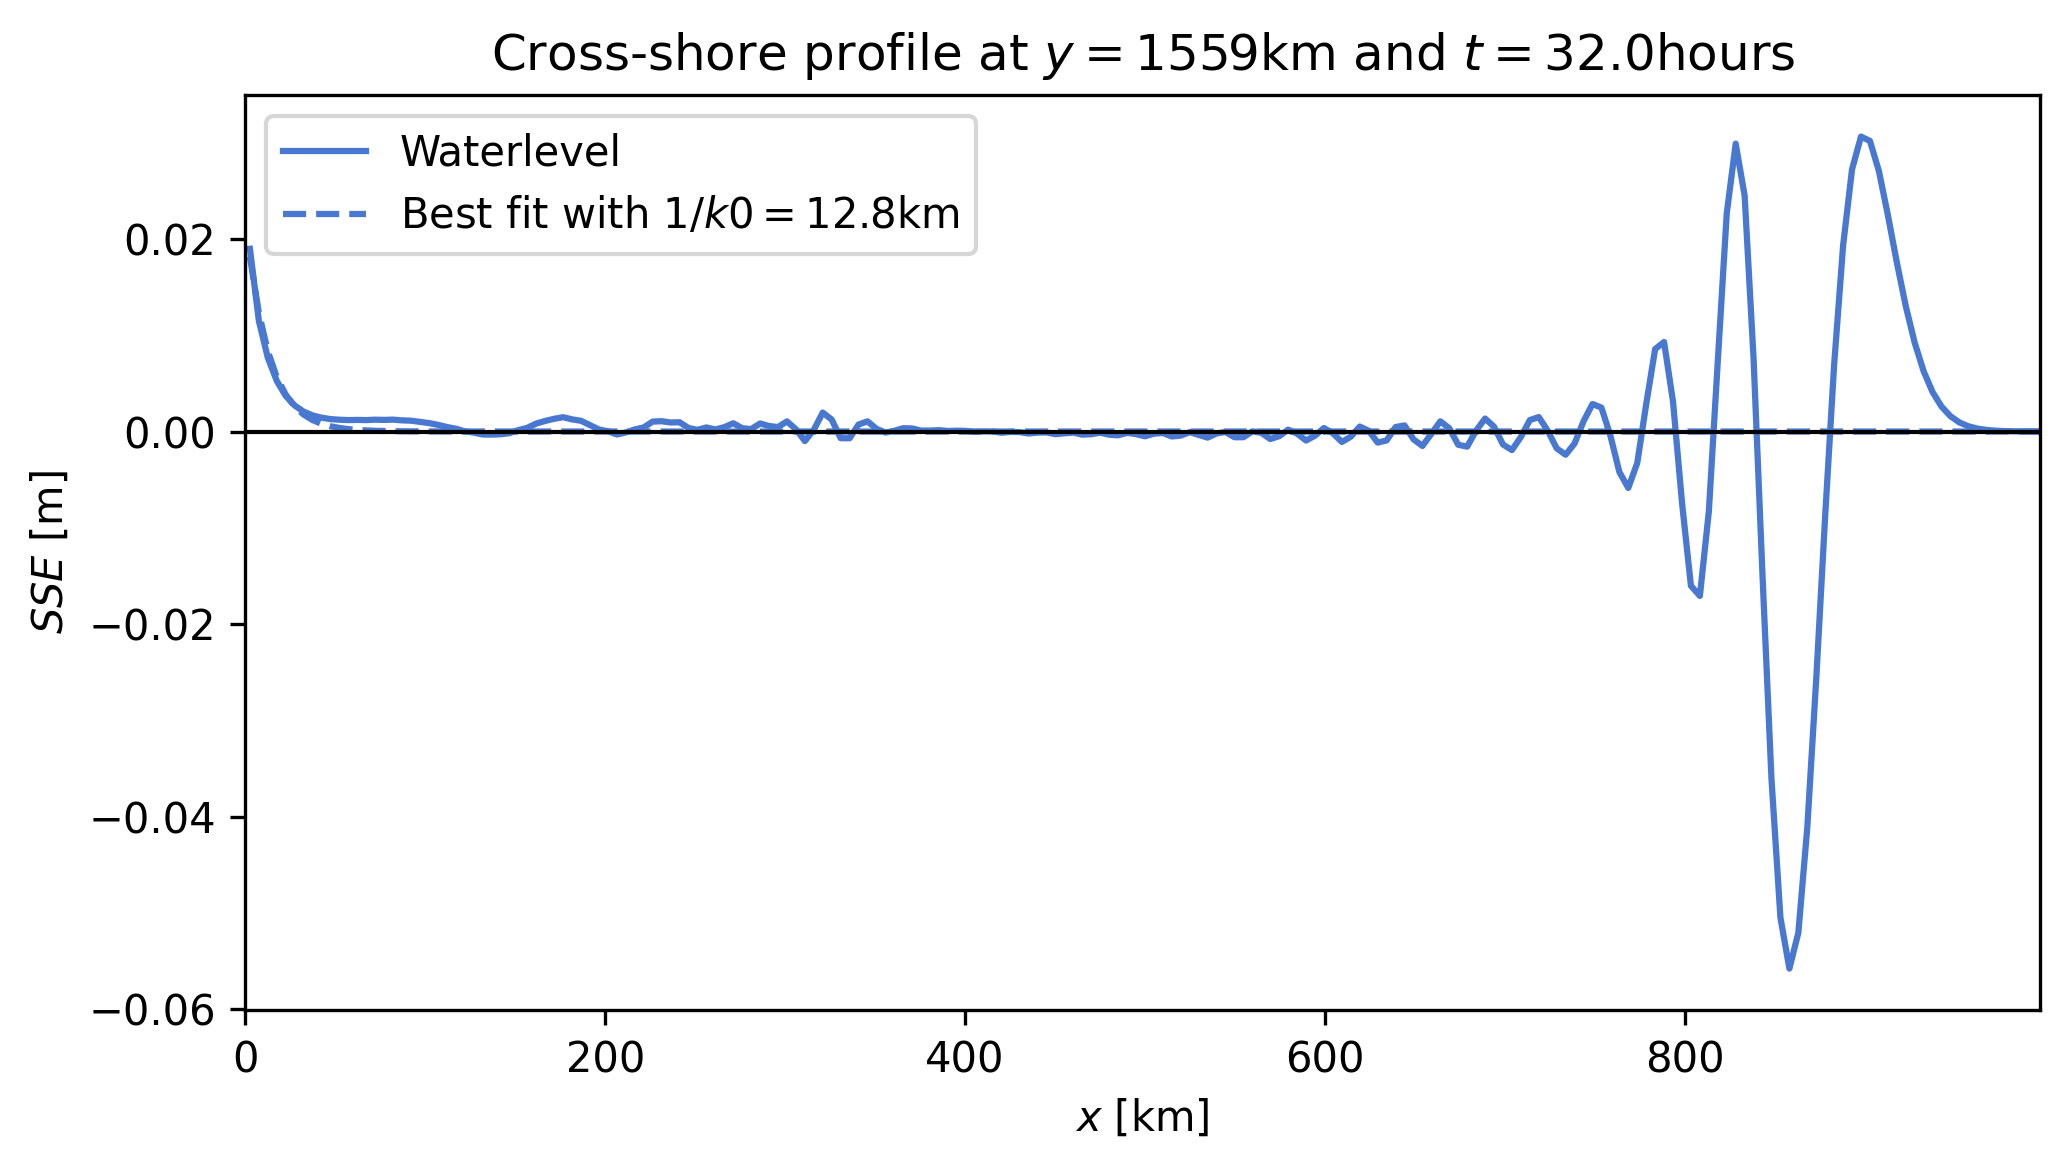 Cross-shore profile at y = 1559km and t = 32.0hours
Waterlevel
Best fit with 1/k0 = 12.8km
0.02
0.00
−0.02
−0.04
−0.06
SSE [m]
0 200 400 600 800
x [km]